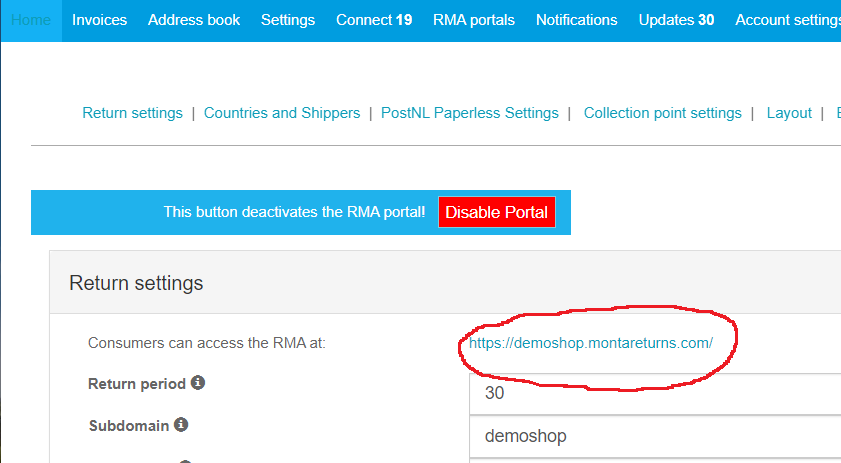 Home Invoices Address book Settings Connect 19 RMA portals Notifications Updates 30 Account settings
Return settings | Countries and Shippers | PostNL Paperless Settings | Collection point settings | Layout |
This button deactivates the RMA portal! Disable Portal
Return settings
Consumers can access the RMA at: https://demoshop.montareturns.com/
Return period 30
Subdomain demoshop